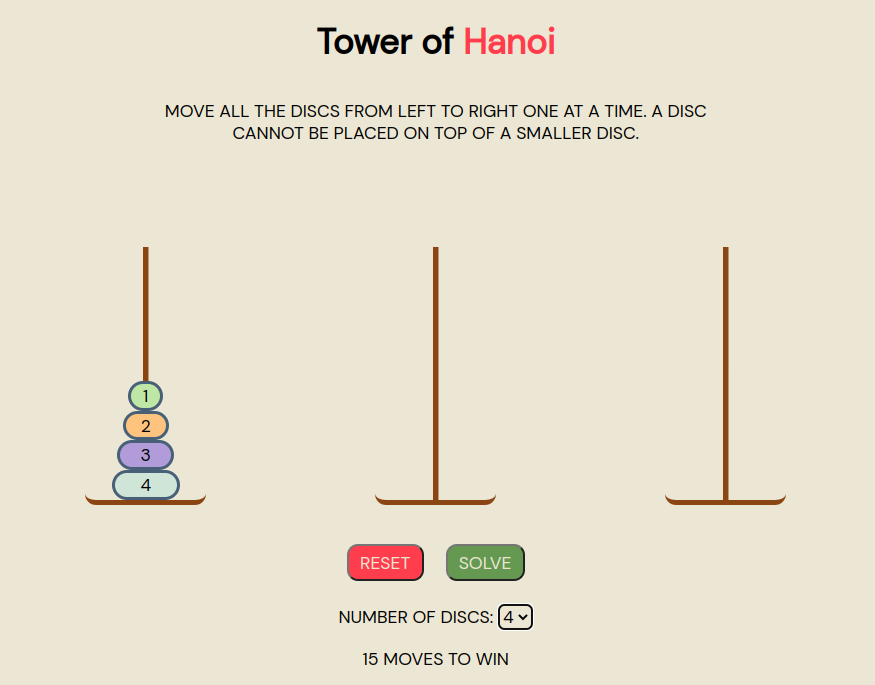 Tower of Hanoi
MOVE ALL THE DISCS FROM LEFT TO RIGHT ONE AT A TIME. A DISC
CANNOT BE PLACED ON TOP OF A SMALLER DISC.
1
2
3
4
RESET SOLVE
NUMBER OF DISCS: 4
15 MOVES TO WIN